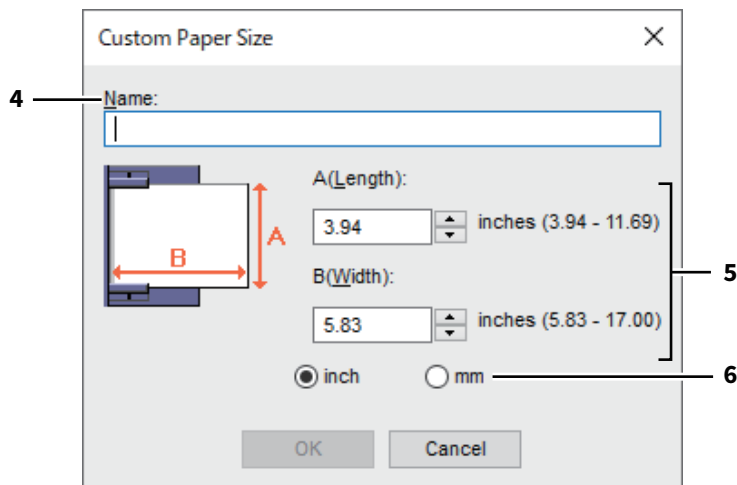 Custom Paper Size
4
Name:
A(Length):
3.94 inches (3.94 - 11.69)
A
B
5
B(Width):
5.83 inches (5.83 - 17.00)
inch mm
6
OK Cancel